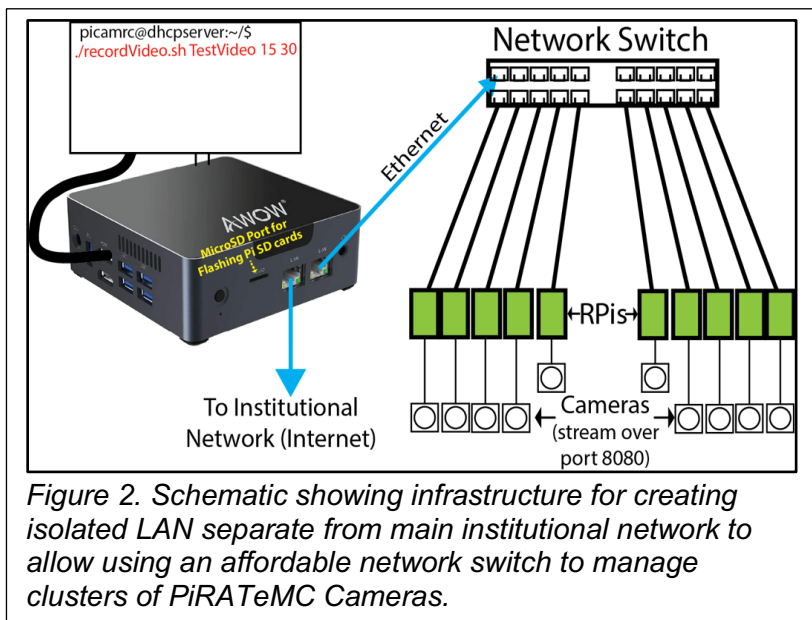 picamrc@dhcpserver:~/$
./recordVideo.sh TestVideo 15 30
Network Switch
Ethernet
AWOW®
MicroSD Port for
Flashing Pi SD cards
To Institutional
Network (Internet)
RPis
Cameras
(stream over
port 8080)
Figure 2. Schematic showing infrastructure for creating
isolated LAN separate from main institutional network to
allow using an affordable network switch to manage
clusters of PiRATeMC Cameras.